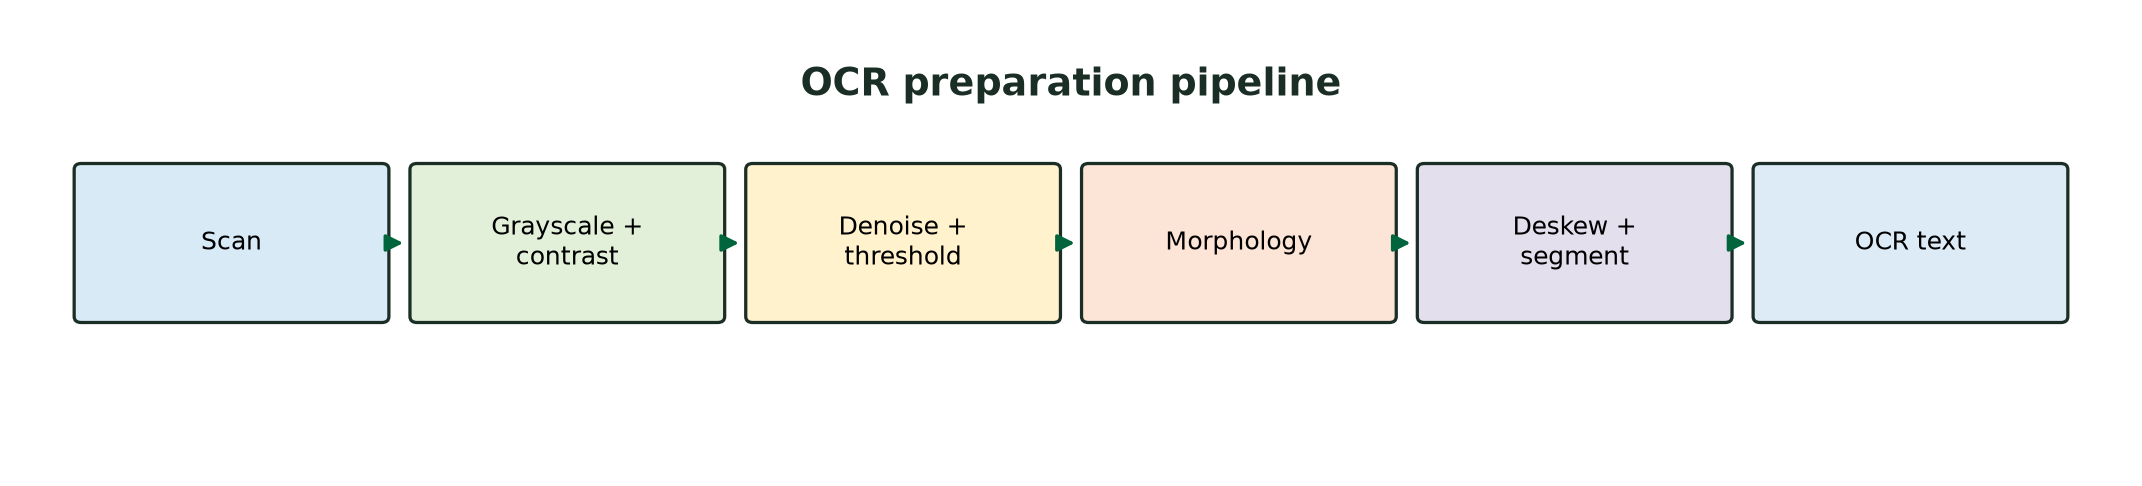 OCR preparation pipeline
Scan
Grayscale +
contrast
Denoise +
threshold
Morphology
Deskew +
segment
OCR text